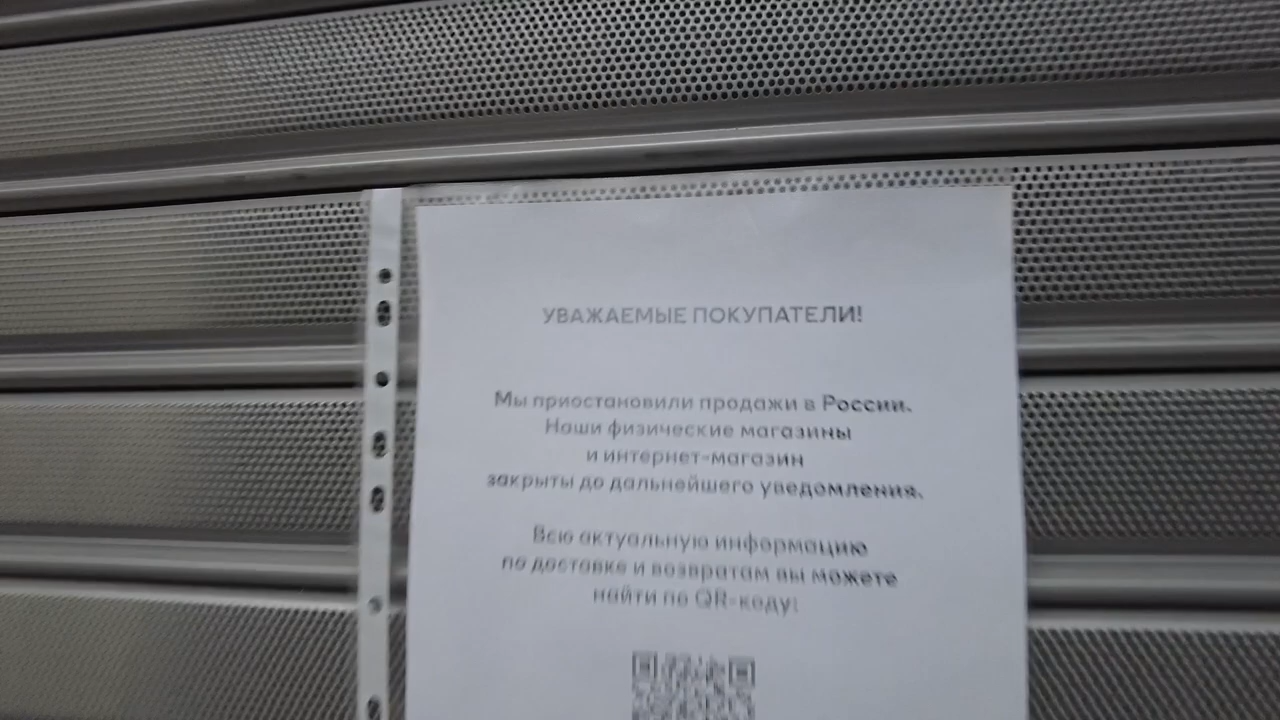 УВАЖАЕМЫЕ ПОКУПАТЕЛИ!
Мы приостановили продажи в России.
Наши физические магазины
и интернет-магазин
закрыты до дальнейшего уведомления.
Всю актуальную информацию
по доставке и возвратам вы можете
найти по QR-коду: